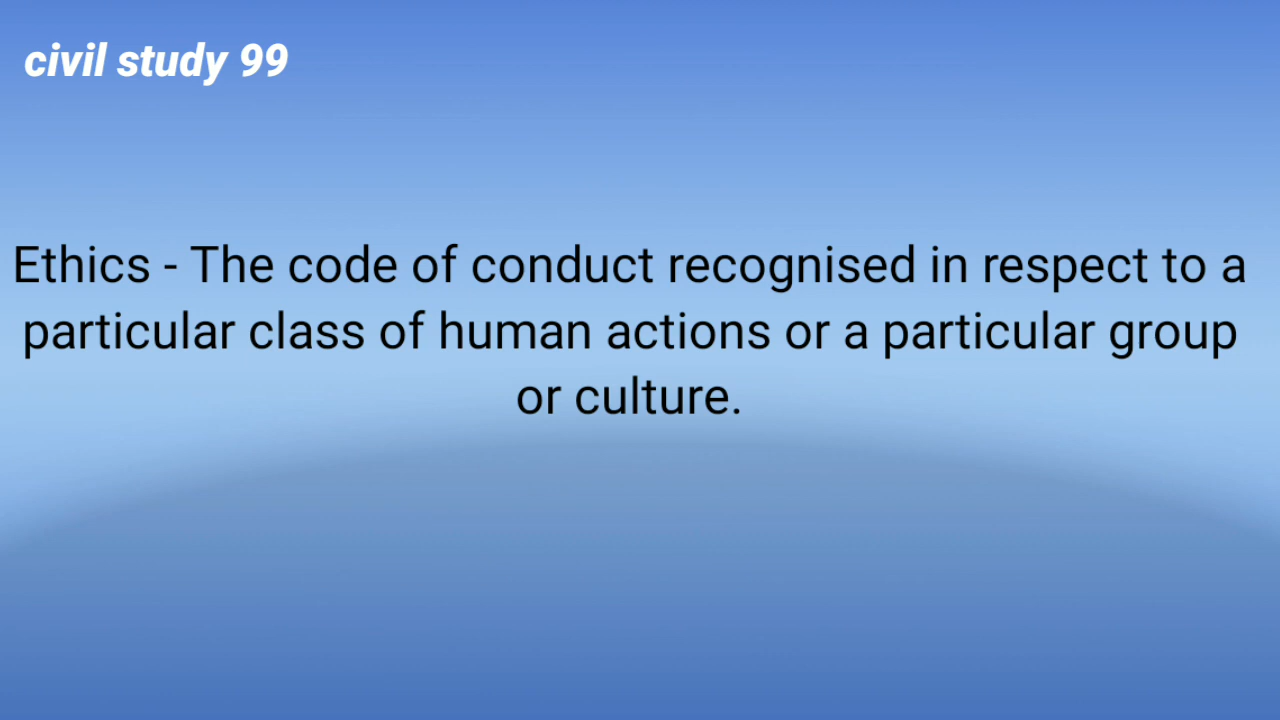 civil study 99
Ethics - The code of conduct recognised in respect to a
particular class of human actions or a particular group
or culture.